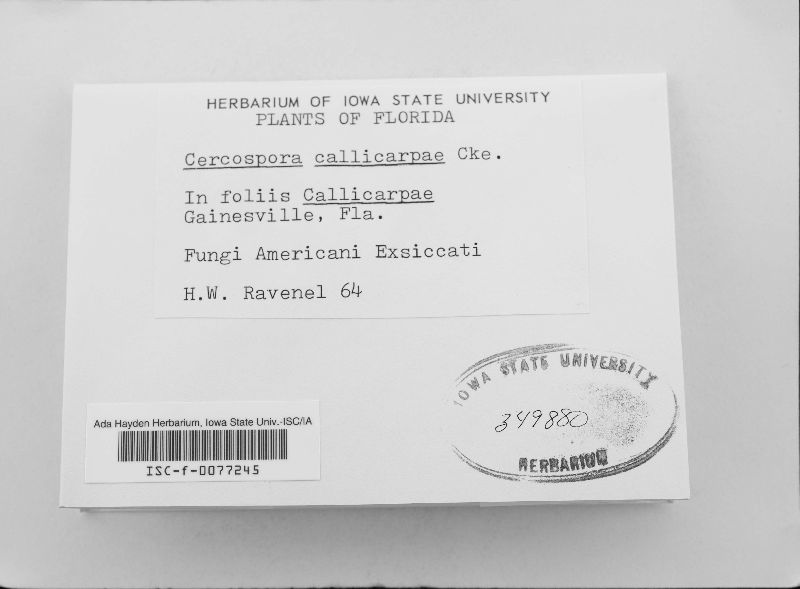 HERBARIUM OF IOWA STATE UNIVERSITY
PLANTS OF FLORIDA
Cercospora callicarpae Cke.
In foliis Callicarpae
Gainesville, Fla.
Fungi Americani Exsiccati
H.W. Ravenel 64
IOWA STATE UNIVERSITY
349880
HERBARIUM
Ada Hayden Herbarium, Iowa State Univ.-ISC/IA
ISC-f-0077245